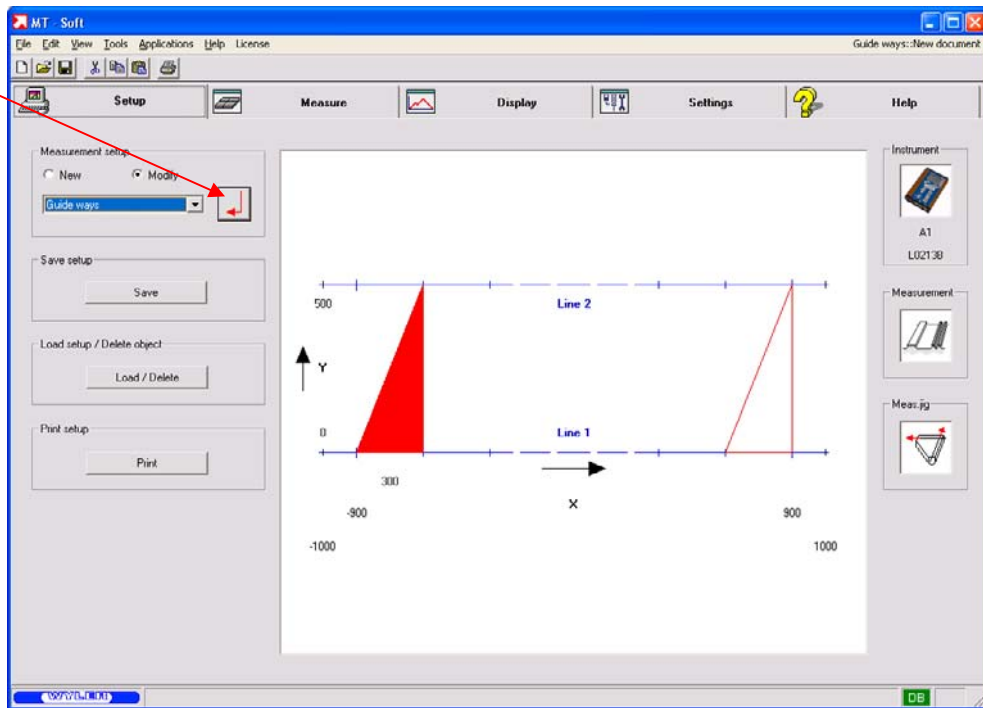 MT - Soft
File Edit View Tools Applications Help License
Guide ways::New document
Setup
Measure
Display
Settings
Help
Measurement setup
New
Modify
Guide ways
Save setup
Save
Load setup / Delete object
Load / Delete
Print setup
Print
500
Line 2
Y
0
Line 1
300
X
-900
900
-1000
1000
Instrument
A1
L0213B
Measurement
Meas.jig
WYLER
DB